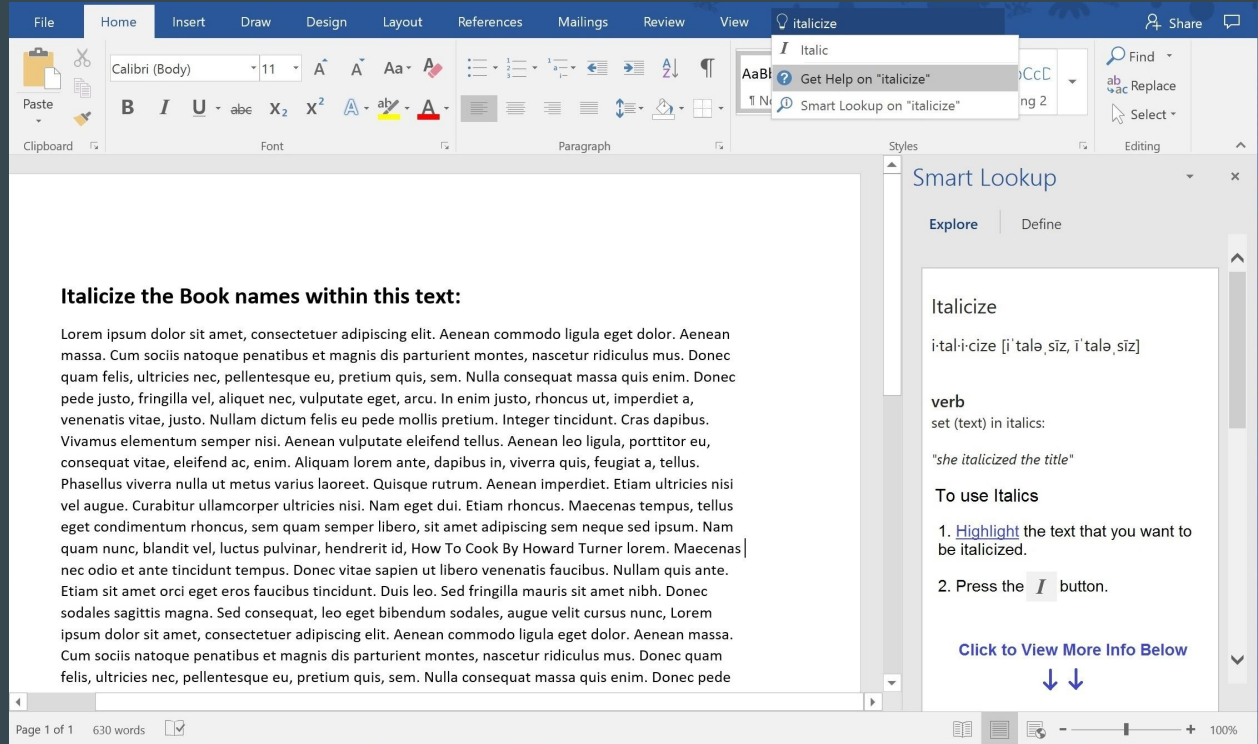 File Home Insert Draw Design Layout References Mailings Review View italicize Share
Italic
Get Help on "italicize"
Smart Lookup on "italicize"
Paste
Calibri (Body) 11 A A Aa
B I U abc X₂ X² A ab A
AaBb
¶ No
CcD
ng 2
Find
Replace
Select
Clipboard Font Paragraph Styles Editing
Italicize the Book names within this text:
Lorem ipsum dolor sit amet, consectetuer adipiscing elit. Aenean commodo ligula eget dolor. Aenean
massa. Cum sociis natoque penatibus et magnis dis parturient montes, nascetur ridiculus mus. Donec
quam felis, ultricies nec, pellentesque eu, pretium quis, sem. Nulla consequat massa quis enim. Donec
pede justo, fringilla vel, aliquet nec, vulputate eget, arcu. In enim justo, rhoncus ut, imperdiet a,
venenatis vitae, justo. Nullam dictum felis eu pede mollis pretium. Integer tincidunt. Cras dapibus.
Vivamus elementum semper nisi. Aenean vulputate eleifend tellus. Aenean leo ligula, porttitor eu,
consequat vitae, eleifend ac, enim. Aliquam lorem ante, dapibus in, viverra quis, feugiat a, tellus.
Phasellus viverra nulla ut metus varius laoreet. Quisque rutrum. Aenean imperdiet. Etiam ultricies nisi
vel augue. Curabitur ullamcorper ultricies nisi. Nam eget dui. Etiam rhoncus. Maecenas tempus, tellus
eget condimentum rhoncus, sem quam semper libero, sit amet adipiscing sem neque sed ipsum. Nam
quam nunc, blandit vel, luctus pulvinar, hendrerit id, How To Cook By Howard Turner lorem. Maecenas
nec odio et ante tincidunt tempus. Donec vitae sapien ut libero venenatis faucibus. Nullam quis ante.
Etiam sit amet orci eget eros faucibus tincidunt. Duis leo. Sed fringilla mauris sit amet nibh. Donec
sodales sagittis magna. Sed consequat, leo eget bibendum sodales, augue velit cursus nunc, Lorem
ipsum dolor sit amet, consectetuer adipiscing elit. Aenean commodo ligula eget dolor. Aenean massa.
Cum sociis natoque penatibus et magnis dis parturient montes, nascetur ridiculus mus. Donec quam
felis, ultricies nec, pellentesque eu, pretium quis, sem. Nulla consequat massa quis enim. Donec pede
Smart Lookup
Explore Define
Italicize
i·tal·i·cize [iˈtaləˌsīz, īˈtaləˌsīz]
verb
set (text) in italics:
"she italicized the title"
To use Italics
1. Highlight the text that you want to
be italicized.
2. Press the I button.
Click to View More Info Below
Page 1 of 1 630 words 100%